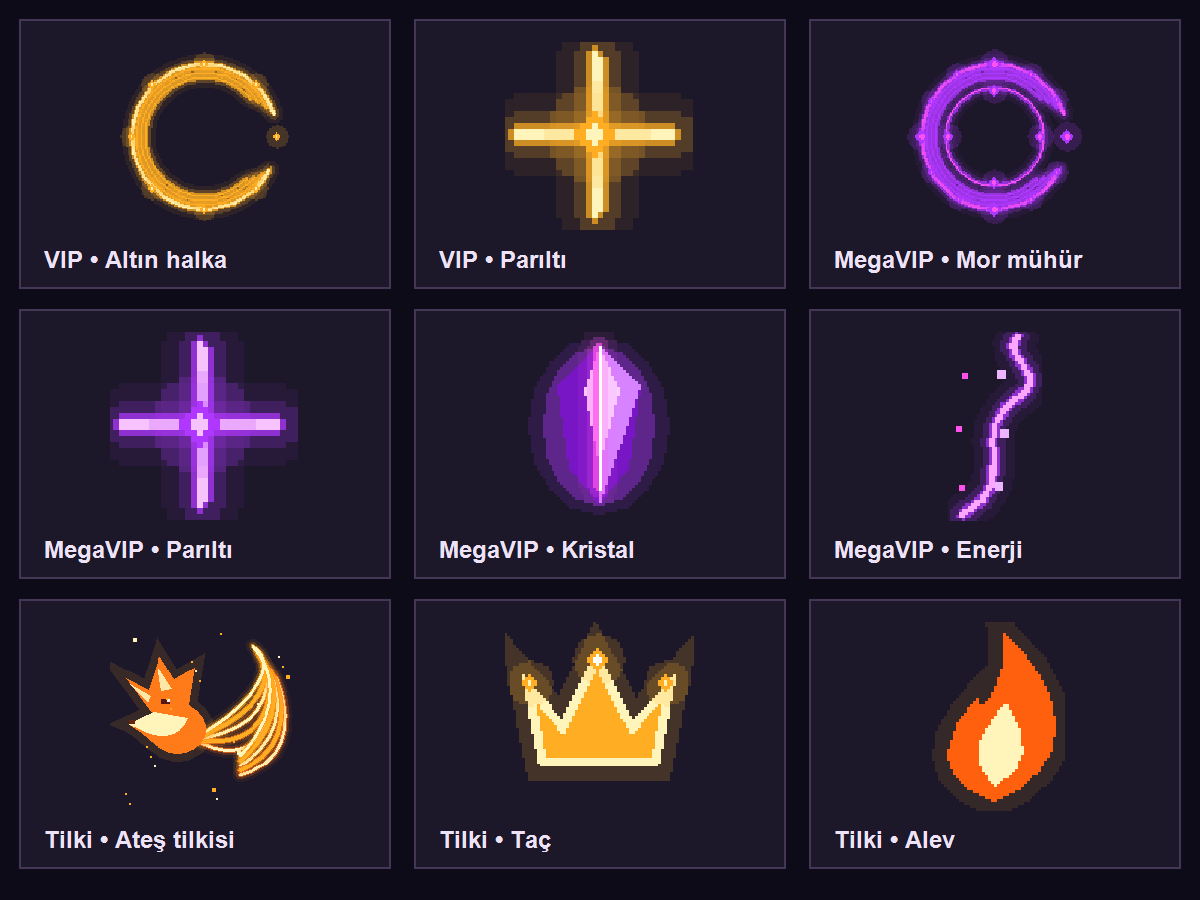 VIP • Altın halka
VIP • Parıltı
MegaVIP • Mor mühür
MegaVIP • Parıltı
MegaVIP • Kristal
MegaVIP • Enerji
Tilki • Ateş tilkisi
Tilki • Taç
Tilki • Alev